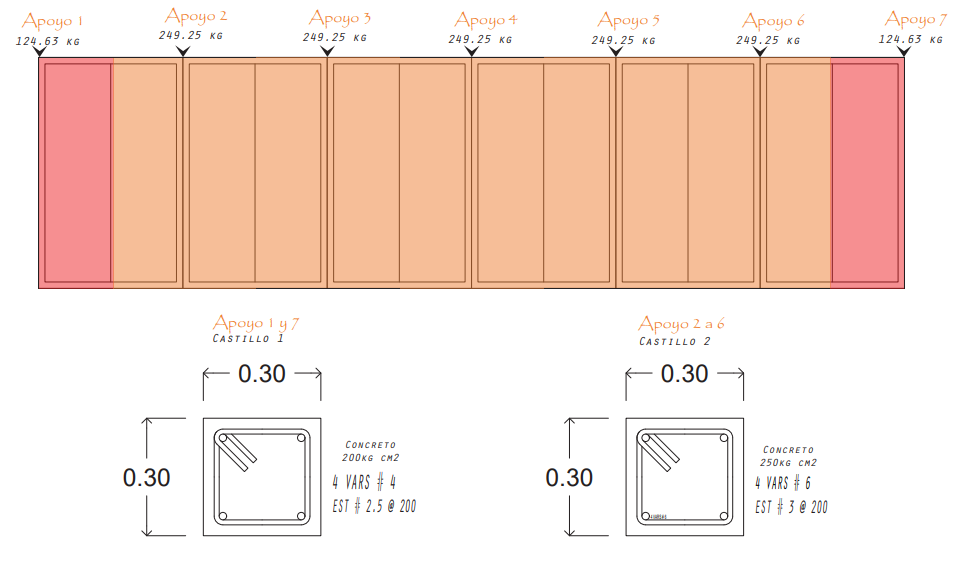 Apoyo 1
124.63 KG
Apoyo 2
249.25 KG
Apoyo 3
249.25 KG
Apoyo 4
249.25 KG
Apoyo 5
249.25 KG
Apoyo 6
249.25 KG
Apoyo 7
124.63 KG
Apoyo 1 y 7
CASTILLO 1
0.30
0.30
CONCRETO
200KG CM2
4 VARS # 4
EST # 2.5 @ 200
Apoyo 2 a 6
CASTILLO 2
0.30
0.30
CONCRETO
250KG CM2
4 VARS # 6
EST # 3 @ 200